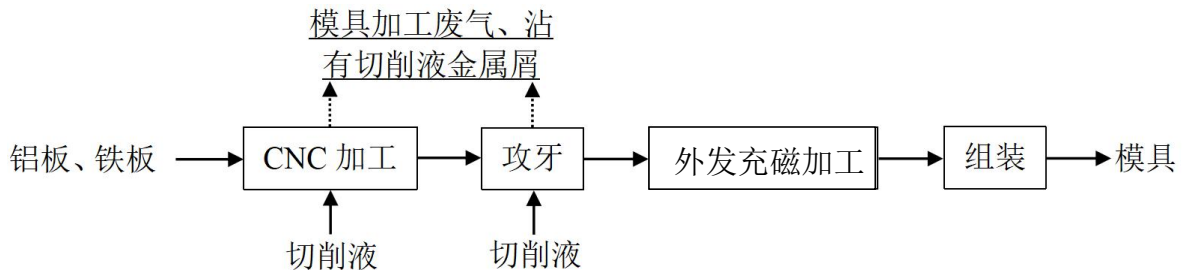 模具加工废气、沾
有切削液金属屑
铝板、铁板
CNC 加工
攻牙
外发充磁加工
组装
模具
切削液
切削液